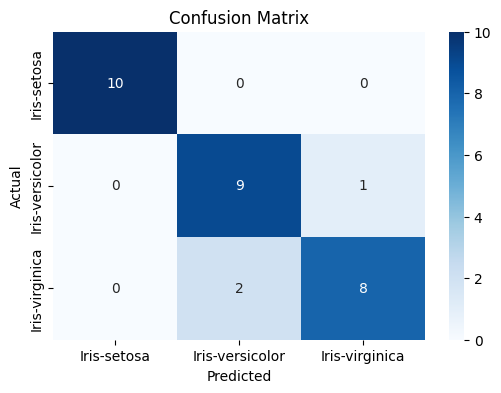 Confusion Matrix
Actual
Iris-setosa
10 0 0
Iris-versicolor
0 9 1
Iris-virginica
0 2 8
Iris-setosa Iris-versicolor Iris-virginica
Predicted
10
8
6
4
2
0